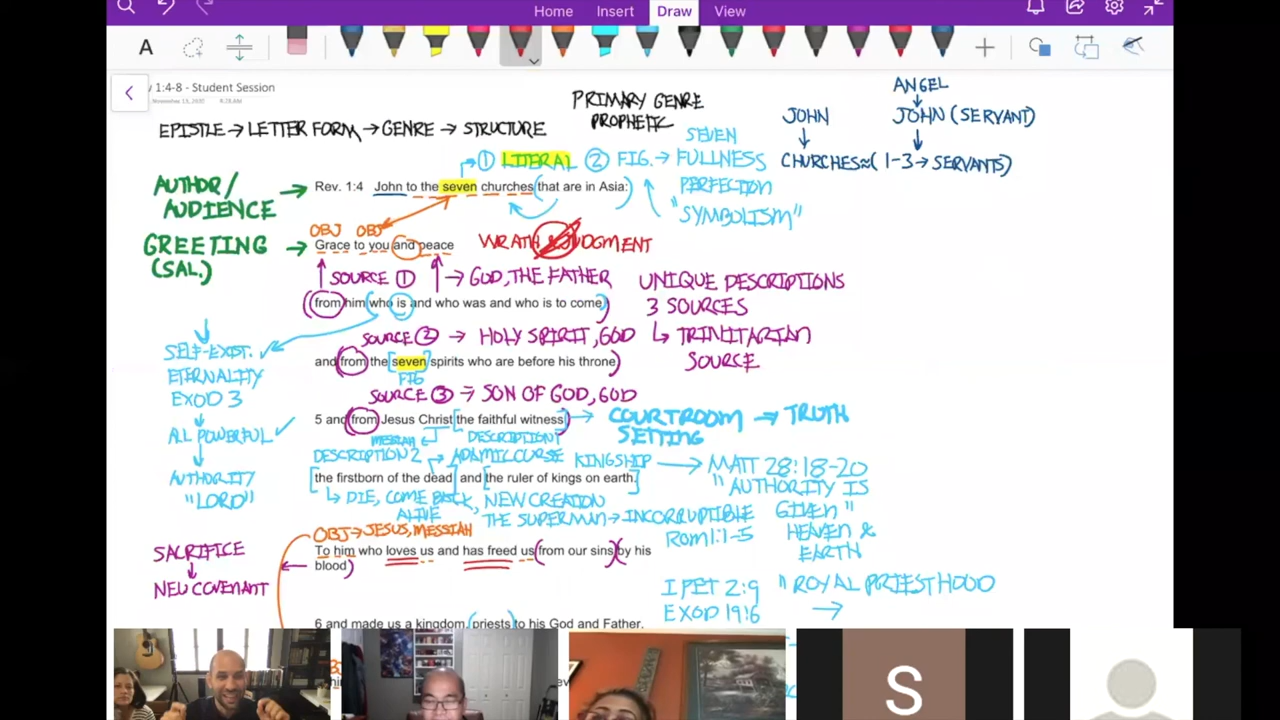 Home Insert Draw View
A
1:4-8 - Student Session
November 13, 2020 9:28 AM
ANGEL
PRIMARY GENRE
PROPHETIC
JOHN
JOHN (SERVANT)
EPISTLE → LETTER FORM → GENRE → STRUCTURE
SEVEN
① LITERAL ② FIG. → FULLNESS
CHURCHES ≈ (1-3 → SERVANTS)
AUTHOR/
AUDIENCE
Rev. 1:4 John to the seven churches (that are in Asia:)
PERFECTION
"SYMBOLISM"
OBJ OBJ
GREETING
(SAL.)
Grace to you and peace
WRATH & JUDGMENT
SOURCE ① → GOD, THE FATHER
UNIQUE DESCRIPTIONS
3 SOURCES
↳ TRINITARIAN
SOURCE
(from him (who is and who was and who is to come)
SOURCE ② → HOLY SPIRIT, GOD
SELF-EXIST.
ETERNALITY
EXOD 3
and from the [seven] spirits who are before his throne)
FIG
SOURCE ③ → SON OF GOD, GOD
5 and from Jesus Christ [the faithful witness] → COURTROOM → TRUTH
SETTING
ALL POWERFUL
MESSIAH DESCRIPTION 1
DESCRIPTION 2 → ADAMIC CURSE KINGSHIP → MATT 28:18-20
AUTHORITY
"LORD"
[the firstborn of the dead] and [the ruler of kings on earth.]
"AUTHORITY IS
GIVEN"
HEAVEN &
EARTH
↳ DIE, COME BACK, NEW CREATION
ALIVE THE SUPERMAN → INCORRUPTIBLE
Rom 1:1-5
OBJ → JESUS, MESSIAH
SACRIFICE
NEW COVENANT
To him who loves us and has freed us (from our sins) (by his
blood)
I PET 2:9 "ROYAL PRIESTHOOD
EXOD 19:6 →
6 and made us a kingdom, (priests) to his God and Father,
S